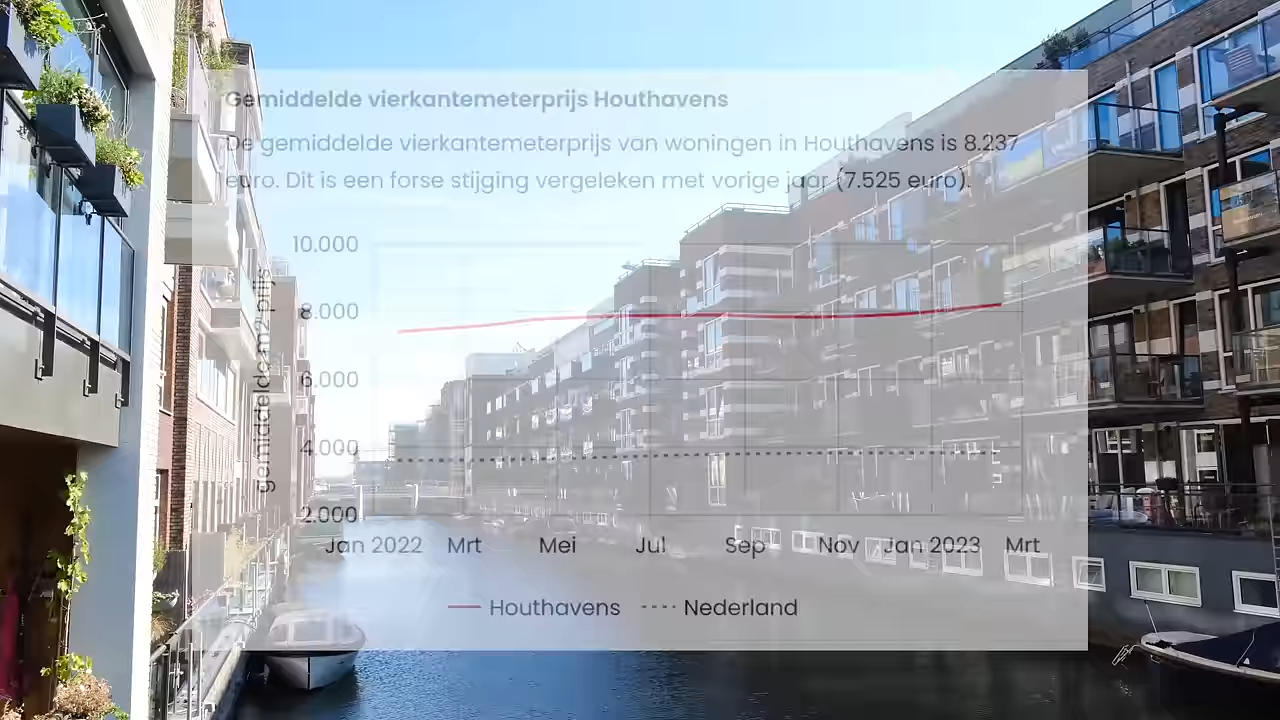 Gemiddelde vierkantemeterprijs Houthavens
De gemiddelde vierkantemeterprijs van woningen in Houthavens is 8.237
euro. Dit is een forse stijging vergeleken met vorige jaar (7.525 euro).
gemiddelde m2 prijs
10.000
8.000
6.000
4.000
2.000
Jan 2022 Mrt Mei Jul Sep Nov Jan 2023 Mrt
Houthavens Nederland